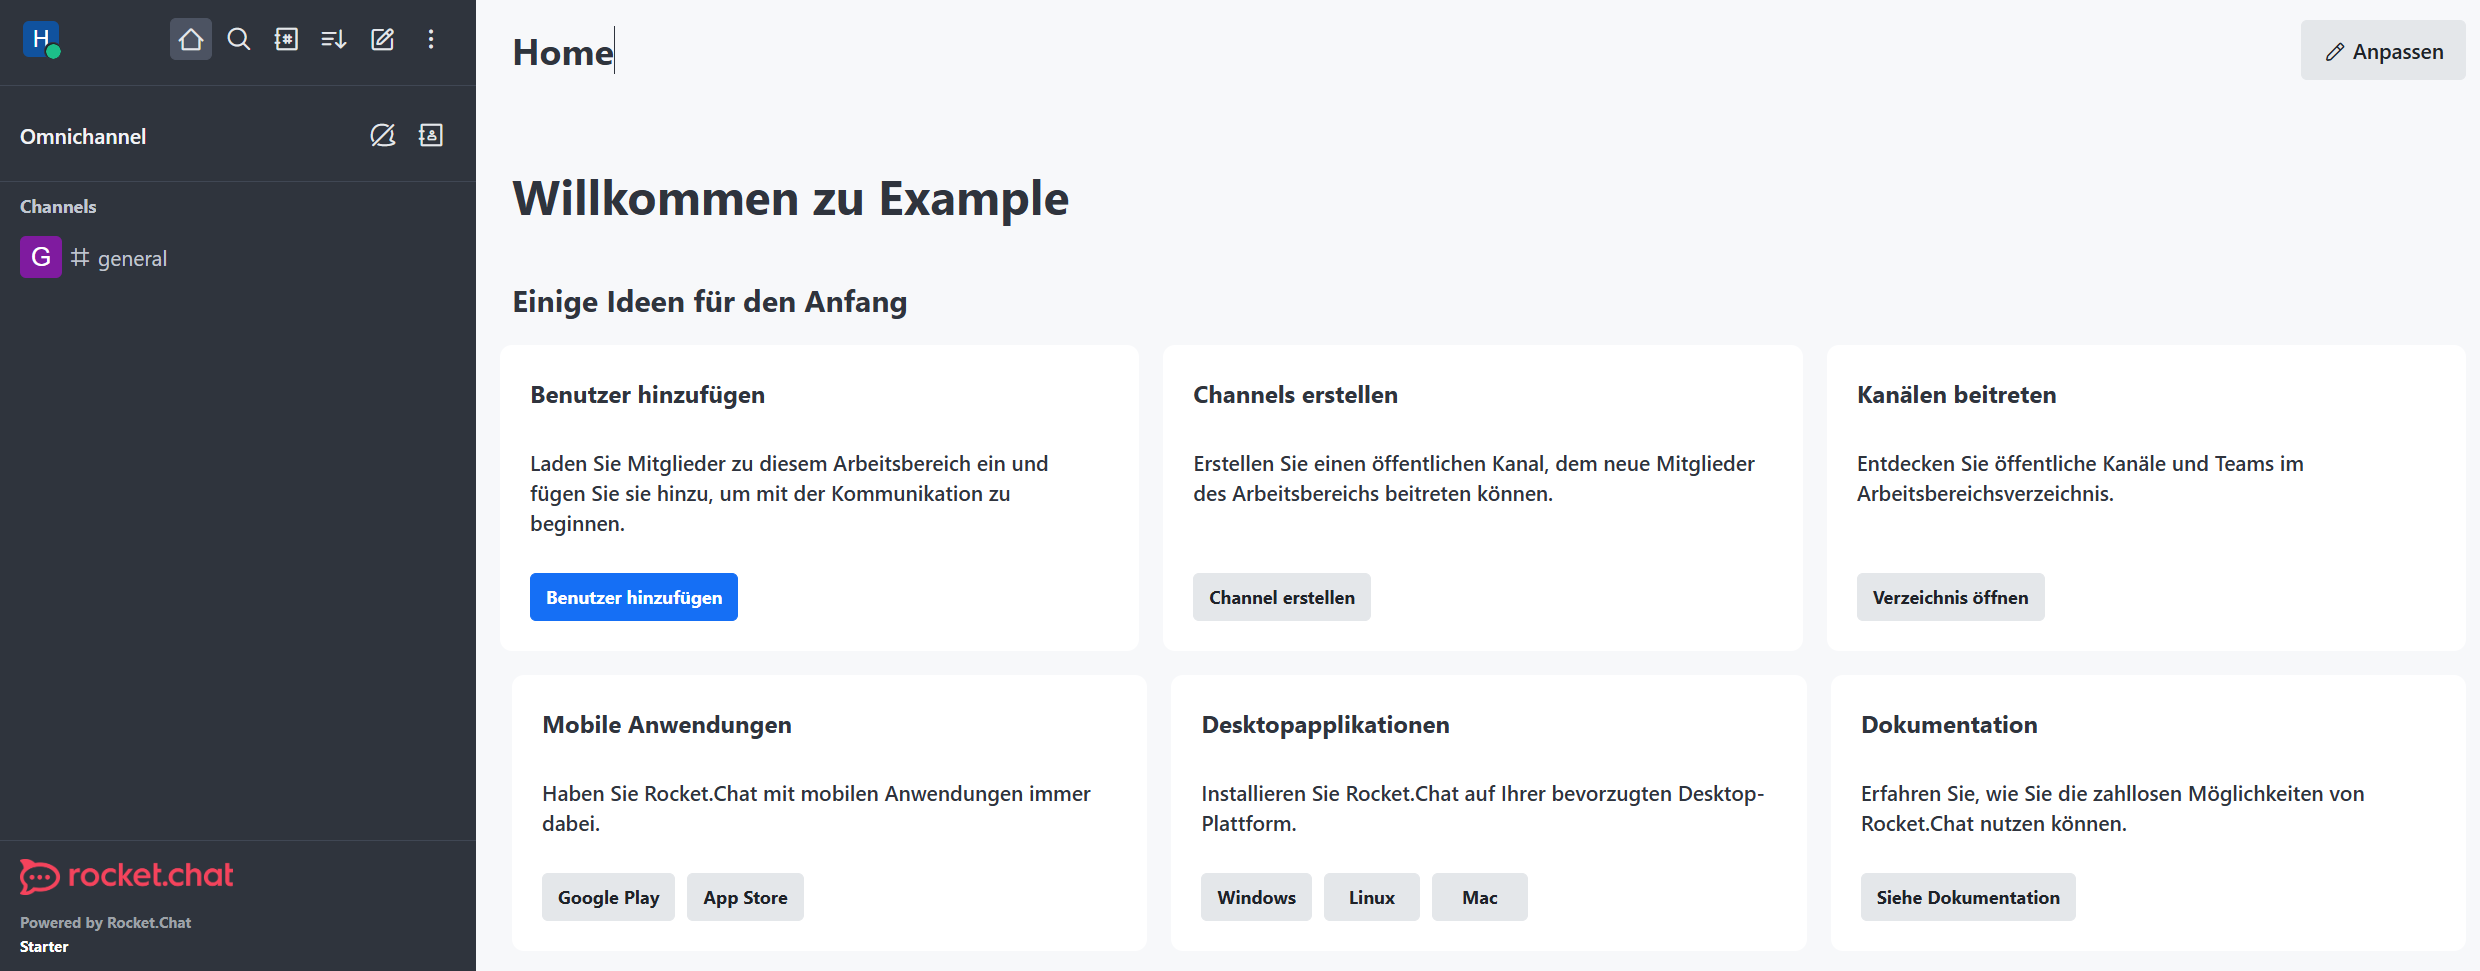 H
Home
Anpassen
Omnichannel
Channels
G
general
Willkommen zu Example
Einige Ideen für den Anfang
Benutzer hinzufügen
Laden Sie Mitglieder zu diesem Arbeitsbereich ein und
fügen Sie sie hinzu, um mit der Kommunikation zu
beginnen.
Benutzer hinzufügen
Channels erstellen
Erstellen Sie einen öffentlichen Kanal, dem neue Mitglieder
des Arbeitsbereichs beitreten können.
Channel erstellen
Kanälen beitreten
Entdecken Sie öffentliche Kanäle und Teams im
Arbeitsbereichsverzeichnis.
Verzeichnis öffnen
Mobile Anwendungen
Haben Sie Rocket.Chat mit mobilen Anwendungen immer
dabei.
Google Play
App Store
Desktopapplikationen
Installieren Sie Rocket.Chat auf Ihrer bevorzugten Desktop-
Plattform.
Windows
Linux
Mac
Dokumentation
Erfahren Sie, wie Sie die zahllosen Möglichkeiten von
Rocket.Chat nutzen können.
Siehe Dokumentation
rocket.chat
Powered by Rocket.Chat
Starter